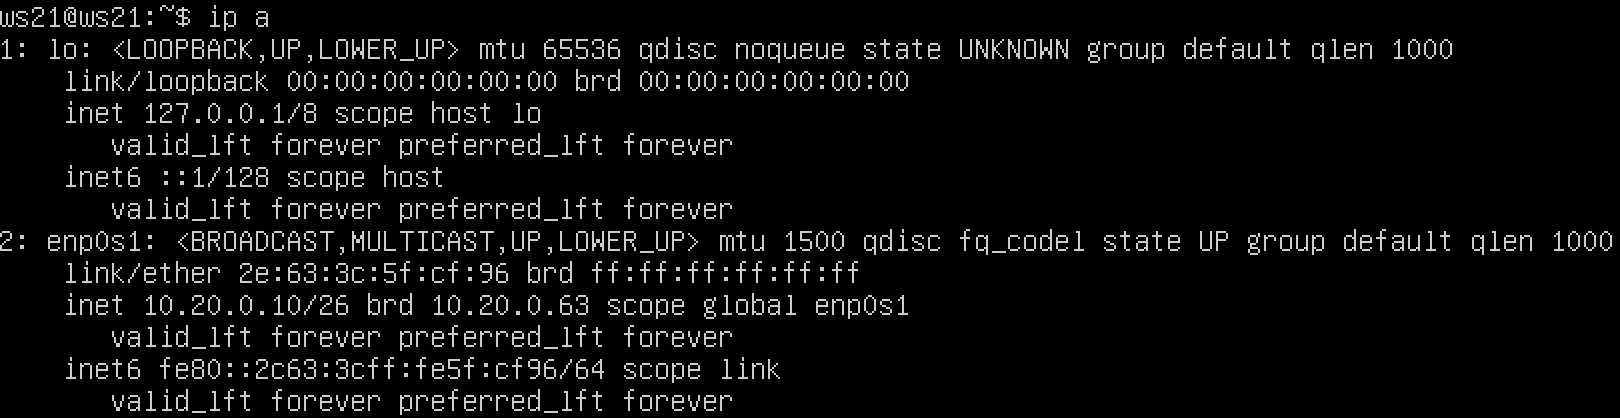 ws21@ws21:~$ ip a
1: lo: <LOOPBACK,UP,LOWER_UP> mtu 65536 qdisc noqueue state UNKNOWN group default qlen 1000
    link/loopback 00:00:00:00:00:00 brd 00:00:00:00:00:00
    inet 127.0.0.1/8 scope host lo
       valid_lft forever preferred_lft forever
    inet6 ::1/128 scope host
       valid_lft forever preferred_lft forever
2: enp0s1: <BROADCAST,MULTICAST,UP,LOWER_UP> mtu 1500 qdisc fq_codel state UP group default qlen 1000
    link/ether 2e:63:3c:5f:cf:96 brd ff:ff:ff:ff:ff:ff
    inet 10.20.0.10/26 brd 10.20.0.63 scope global enp0s1
       valid_lft forever preferred_lft forever
    inet6 fe80::2c63:3cff:fe5f:cf96/64 scope link
       valid_lft forever preferred_lft forever